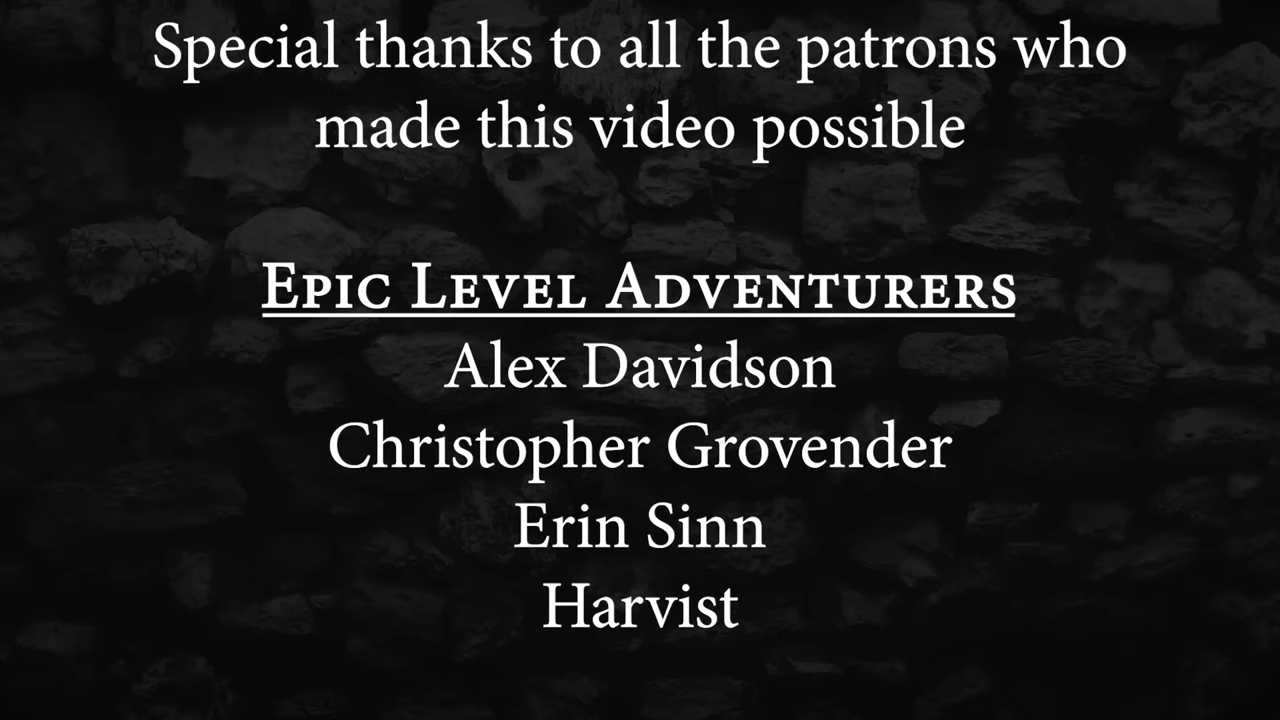 Special thanks to all the patrons who
made this video possible
Epic Level Adventurers
Alex Davidson
Christopher Grovender
Erin Sinn
Harvist